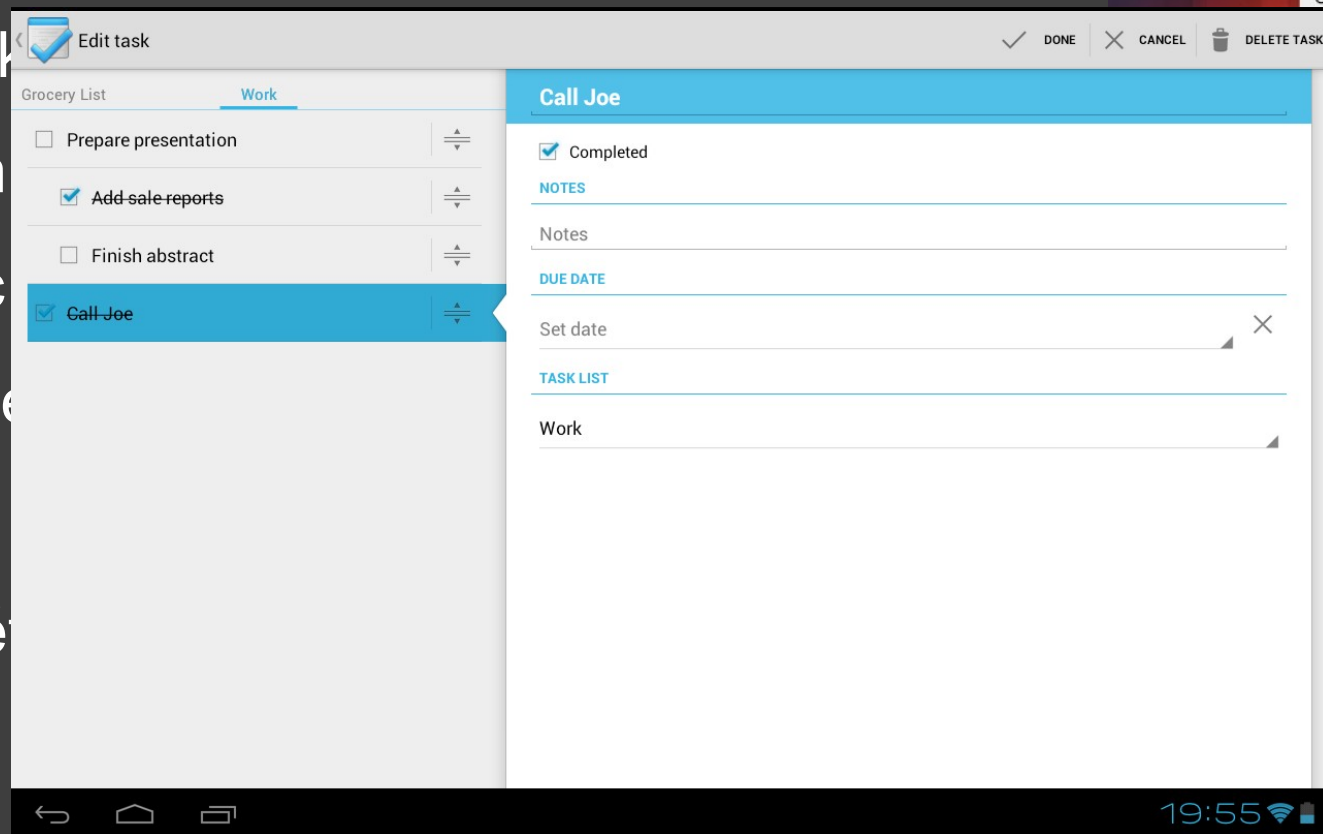 Edit task
DONE CANCEL DELETE TASK
Grocery List Work
Prepare presentation
Add sale reports
Finish abstract
Call Joe
Call Joe
Completed
NOTES
Notes
DUE DATE
Set date
TASK LIST
Work
19:55